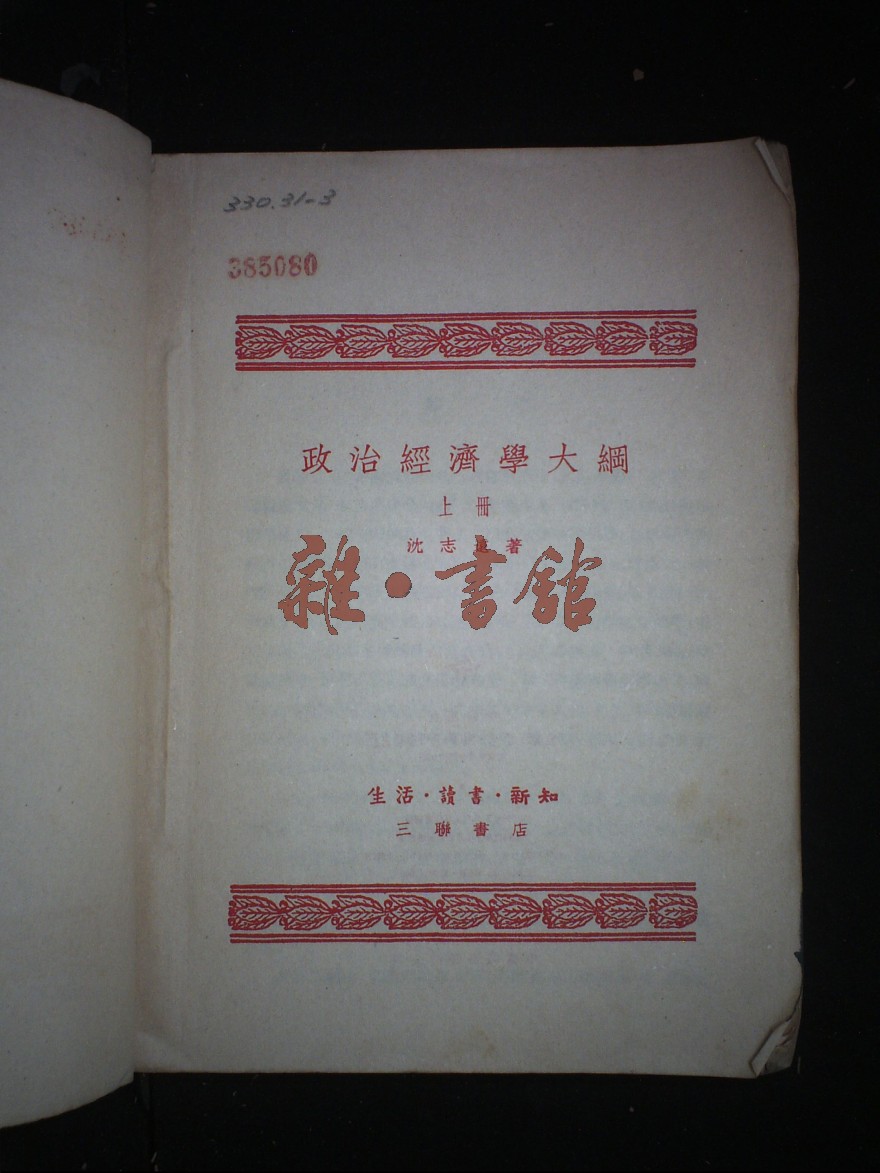 330.31-3
385080
政治經濟學大綱
上冊
沈志 著
雜·書館
生活·讀書·新知
三聯書店